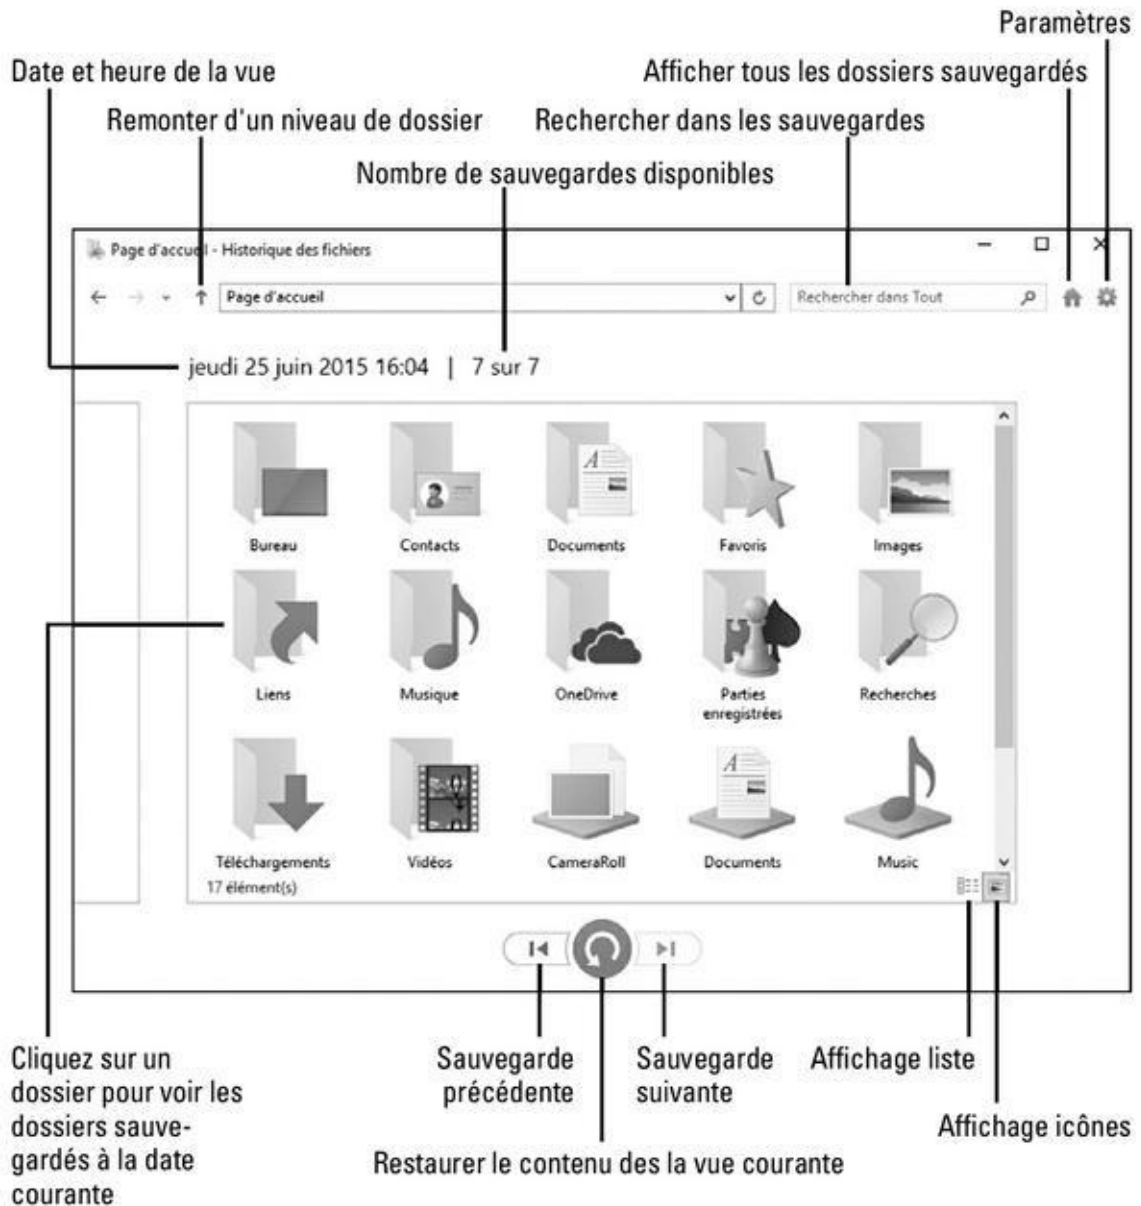 Paramètres
Date et heure de la vue
Afficher tous les dossiers sauvegardés
Remonter d'un niveau de dossier
Rechercher dans les sauvegardes
Nombre de sauvegardes disponibles
Page d'accueil - Historique des fichiers
Page d'accueil
Rechercher dans Tout
jeudi 25 juin 2015 16:04 | 7 sur 7
Bureau
Contacts
Documents
Favoris
Images
Liens
Musique
OneDrive
Parties
enregistrées
Recherches
Téléchargements
Vidéos
CameraRoll
Documents
Music
17 élément(s)
Cliquez sur un
dossier pour voir les
dossiers sauve-
gardés à la date
courante
Sauvegarde
précédente
Sauvegarde
suivante
Affichage liste
Affichage icônes
Restaurer le contenu des la vue courante